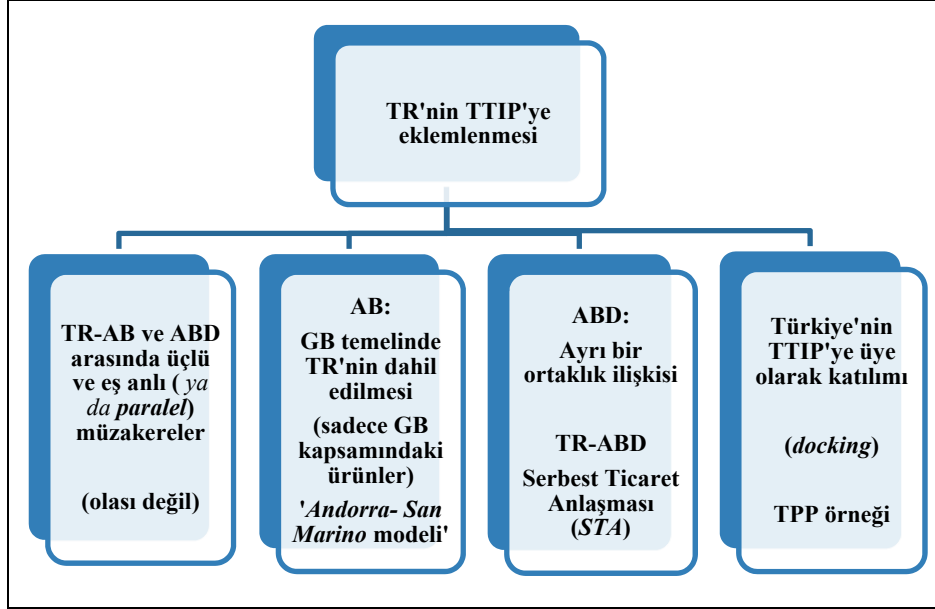 TR'nin TTIP'ye
eklemlenmesi
TR-AB ve ABD
arasında üçlü
ve eş anlı ( ya
da paralel)
müzakereler
(olası değil)
AB:
GB temelinde
TR'nin dahil
edilmesi
(sadece GB
kapsamındaki
ürünler)
'Andorra- San
Marino modeli'
ABD:
Ayrı bir
ortaklık ilişkisi
TR-ABD
Serbest Ticaret
Anlaşması
(STA)
Türkiye'nin
TTIP'ye üye
olarak katılımı
(docking)
TPP örneği